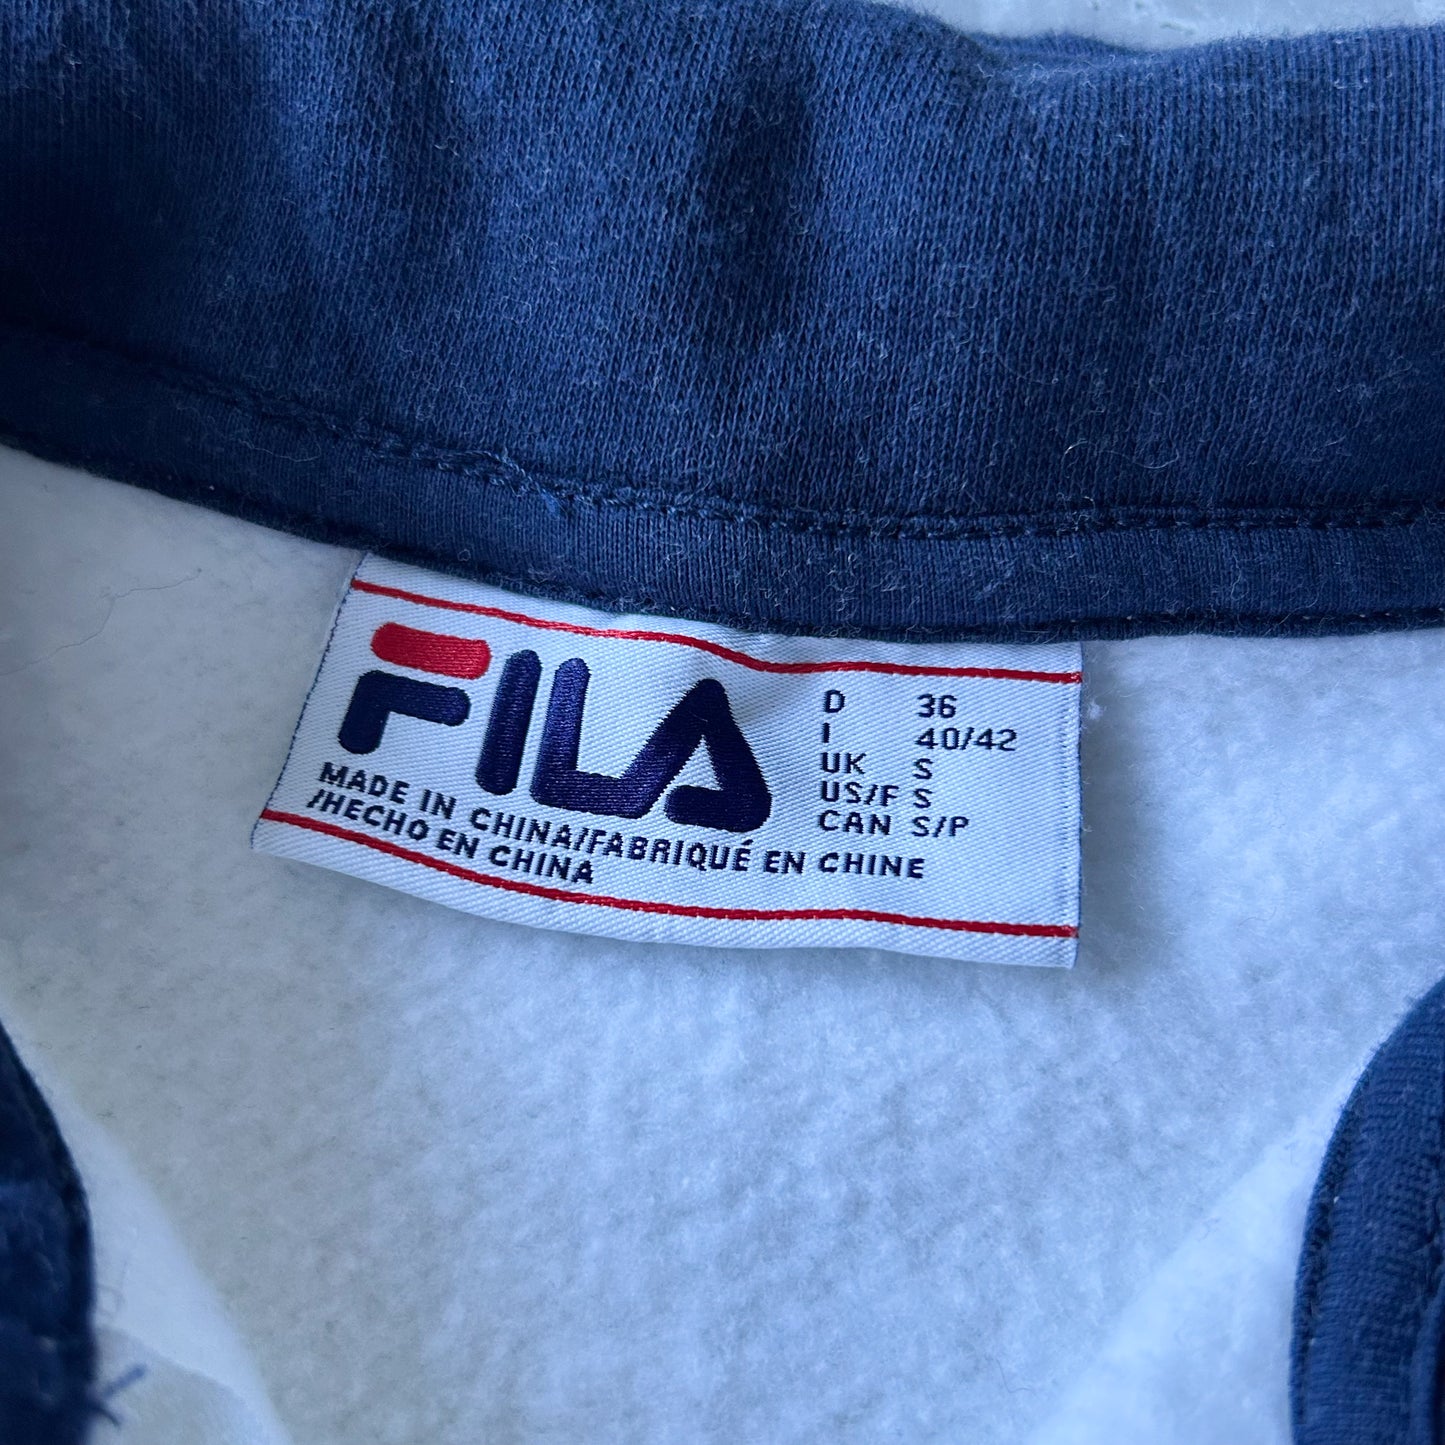 FILA
D 36
I 40/42
UK S
US/F S
CAN S/P
MADE IN CHINA/FABRIQUÉ EN CHINE
/HECHO EN CHINA